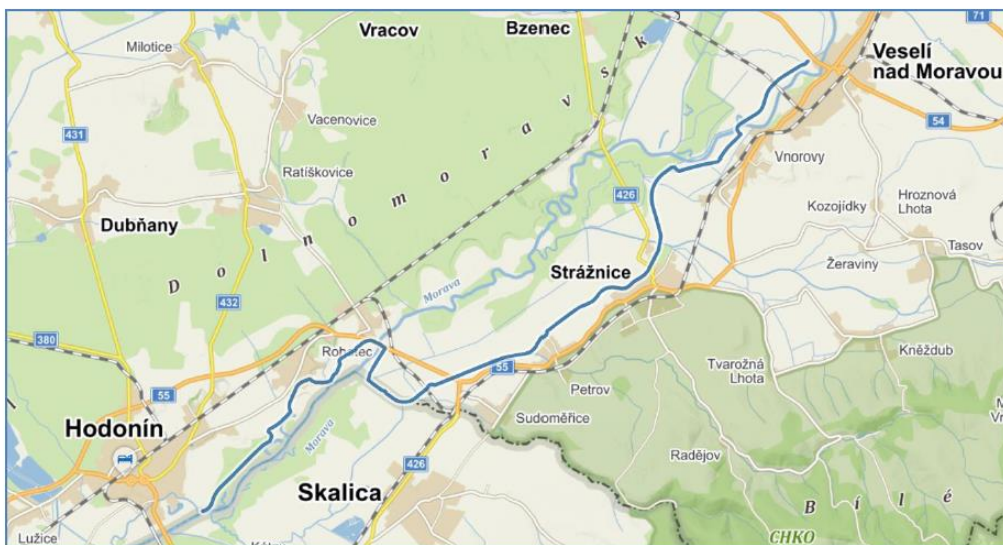 Vracov
Bzenec
71
Milotice
Veselí
nad Moravou
431
Vacenovice
54
Vnorovy
Ratíškovice
426
Hroznová
Lhota
Kozojídky
Dubňany
Tasov
Strážnice
Žeraviny
Dolnomoravsk
Morava
432
380
Rohatec
Kněždub
Tvarožná
Lhota
55
55
Petrov
Sudoměřice
Hodonín
Morava
426
Radějov
Skalica
Bílé
Lužice
CHKO